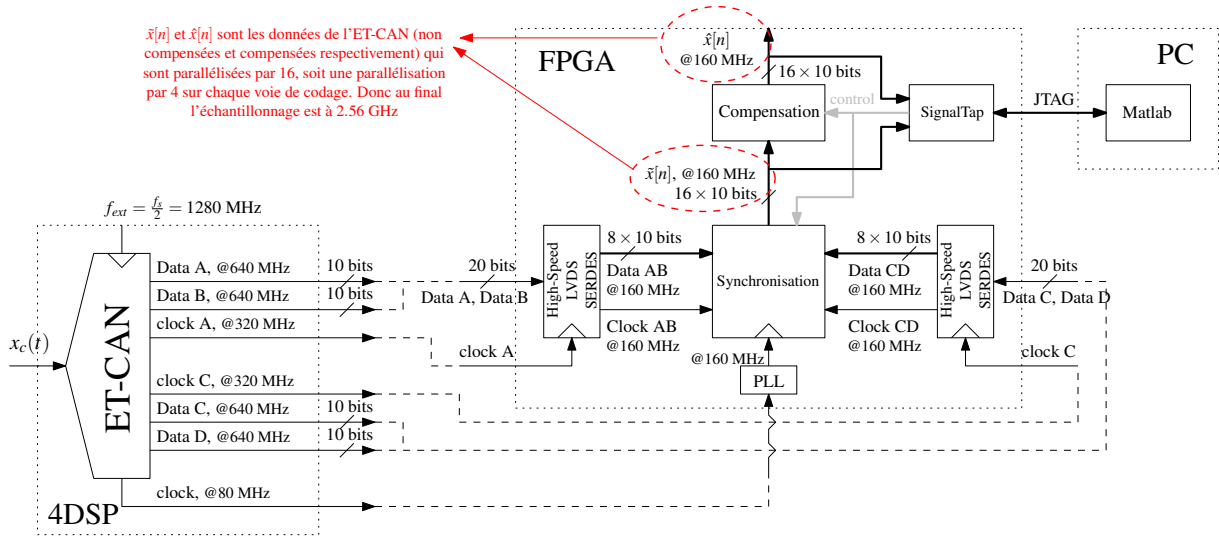 x̃[n] et x̂[n] sont les données de l'ET-CAN (non
compensées et compensées respectivement) qui
sont parallélisées par 16, soit une parallélisation
par 4 sur chaque voie de codage. Donc au final
l'échantillonnage est à 2.56 GHz
FPGA
x̂[n]
@160 MHz
16 × 10 bits
Compensation
control
SignalTap
JTAG
PC
Matlab
x̃[n], @160 MHz
16 × 10 bits
f_ext = f_s/2 = 1280 MHz
x_c(t)
ET-CAN
4DSP
Data A, @640 MHz
10 bits
Data B, @640 MHz
10 bits
clock A, @320 MHz
clock C, @320 MHz
Data C, @640 MHz
10 bits
Data D, @640 MHz
10 bits
clock, @80 MHz
20 bits
Data A, Data B
clock A
High-Speed
LVDS
SERDES
8 × 10 bits
Data AB
@160 MHz
Clock AB
@160 MHz
Synchronisation
@160 MHz
PLL
8 × 10 bits
Data CD
@160 MHz
Clock CD
@160 MHz
High-Speed
LVDS
SERDES
20 bits
Data C, Data D
clock C